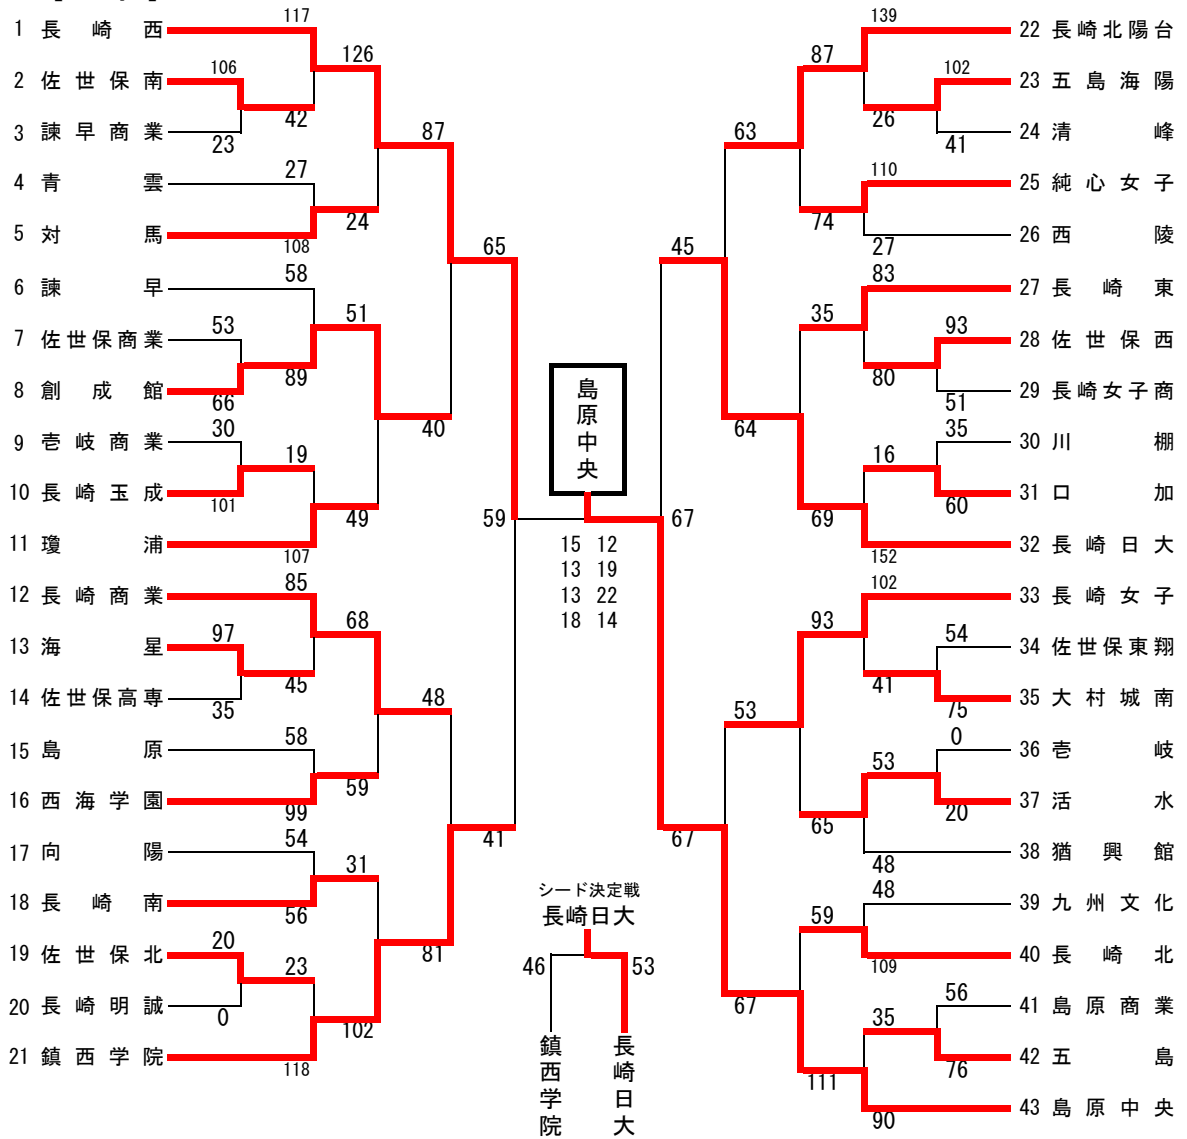 1 長崎西
2 佐世保南
3 諫早商業
4 青雲
5 対馬
6 諫早
7 佐世保商業
8 創成館
9 壱岐商業
10 長崎玉成
11 瓊浦
12 長崎商業
13 海星
14 佐世保高専
15 島原
16 西海学園
17 向陽
18 長崎南
19 佐世保北
20 長崎明誠
21 鎮西学院
117
106
23
42
27
108
58
53
66
89
30
101
19
107
85
97
35
45
58
99
54
56
20
0
23
118
126
24
51
49
68
59
31
102
87
40
48
81
65
41
59
島原中央
67
15 12
13 19
13 22
18 14
シード決定戦
長崎日大
46 53
鎮西学院
長崎日大
45
67
63
64
53
67
87
74
35
69
93
65
59
111
139
102
41
26
110
27
83
93
51
80
35
60
16
152
102
54
75
41
0
20
53
48
48
109
56
76
35
90
22 長崎北陽台
23 五島海陽
24 清峰
25 純心女子
26 西陵
27 長崎東
28 佐世保西
29 長崎女子商
30 川棚
31 口加
32 長崎日大
33 長崎女子
34 佐世保東翔
35 大村城南
36 壱岐
37 活水
38 猶興館
39 九州文化
40 長崎北
41 島原商業
42 五島
43 島原中央